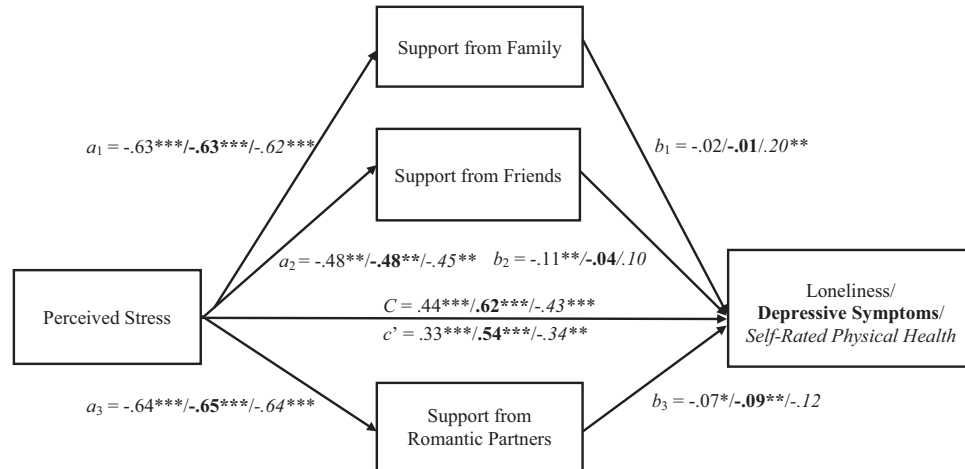 Support from Family
a₁ = -.63***/-.63***/-.62***
b₁ = -.02/-.01/.20**
Support from Friends
a₂ = -.48**/-.48**/-.45**
b₂ = -.11**/-.04/.10
Perceived Stress
C = .44***/.62***/-.43***
c’ = .33***/.54***/-.34**
Loneliness/
Depressive Symptoms/
Self-Rated Physical Health
a₃ = -.64***/-.65***/-.64***
b₃ = -.07*/-.09**/-.12
Support from
Romantic Partners